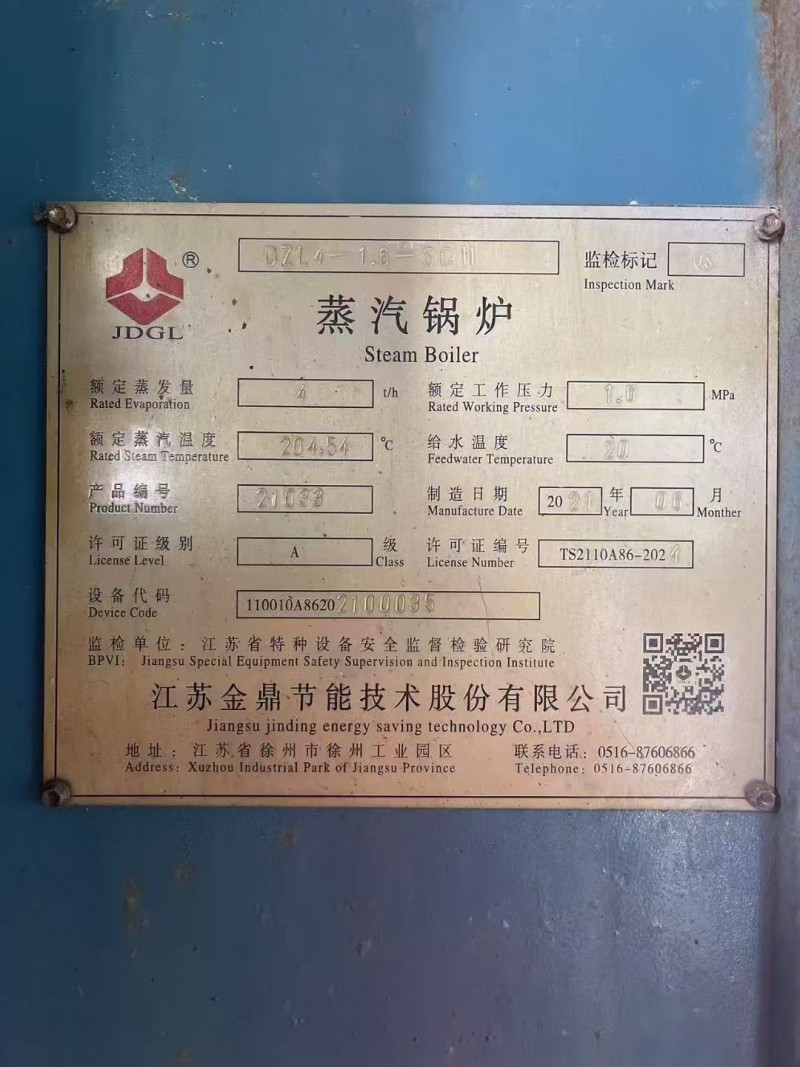 DZL4-1.6-SCII
监检标记
Inspection Mark
®
JDGL
蒸汽锅炉
Steam Boiler
额定蒸发量 4 t/h
Rated Evaporation
额定工作压力 1.6 MPa
Rated Working Pressure
额定蒸汽温度 204.54 ℃
Rated Steam Temperature
给水温度 20 ℃
Feedwater Temperature
产品编号 21033
Product Number
制造日期 2021 年 06 月
Manufacture Date Year Monther
许可证级别 A 级
License Level Class
许可证编号 TS2110A86-2024
License Number
设备代码 110010A86202100035
Device Code
监检单位：江苏省特种设备安全监督检验研究院
BPVI: Jiangsu Special Equipment Safety Supervision and Inspection Institute
江苏金鼎节能技术股份有限公司
Jiangsu jinding energy saving technology Co.,LTD
地址：江苏省徐州市徐州工业园区
Address: Xuzhou Industrial Park of Jiangsu Province
联系电话：0516-87606866
Telephone: 0516-87606866